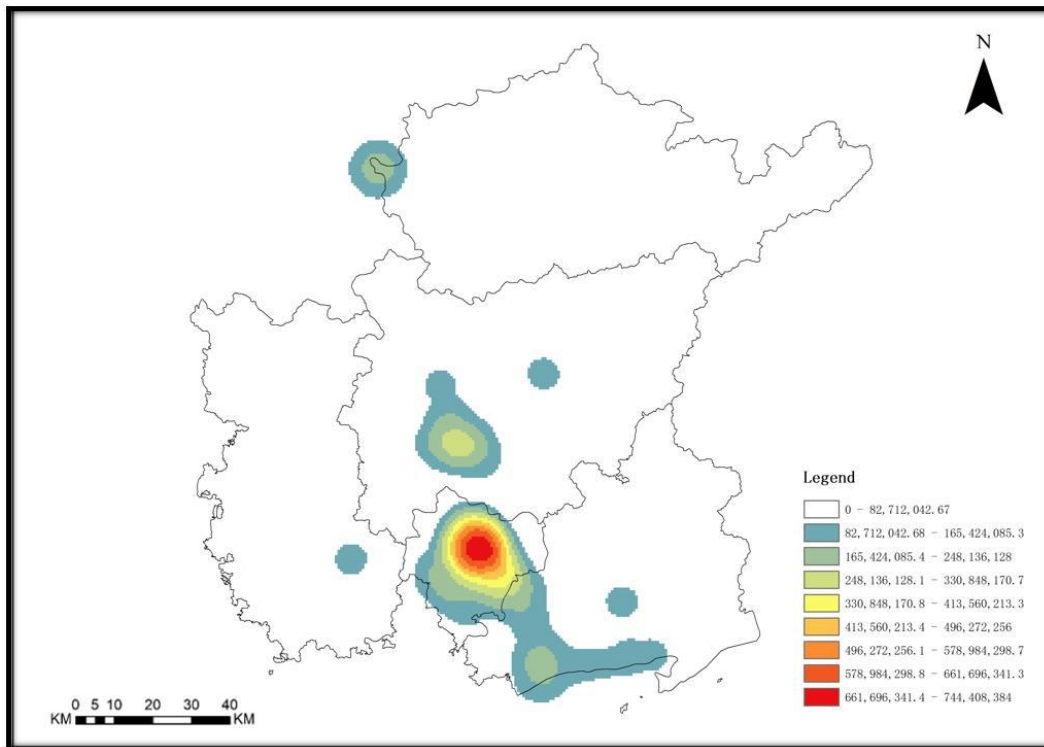 N
Legend
0 - 82,712,042.67
82,712,042.68 - 165,424,085.3
165,424,085.4 - 248,136,128
248,136,128.1 - 330,848,170.7
330,848,170.8 - 413,560,213.3
413,560,213.4 - 496,272,256
496,272,256.1 - 578,984,298.7
578,984,298.8 - 661,696,341.3
661,696,341.4 - 744,408,384
0 5 10 20 30 40
KM KM